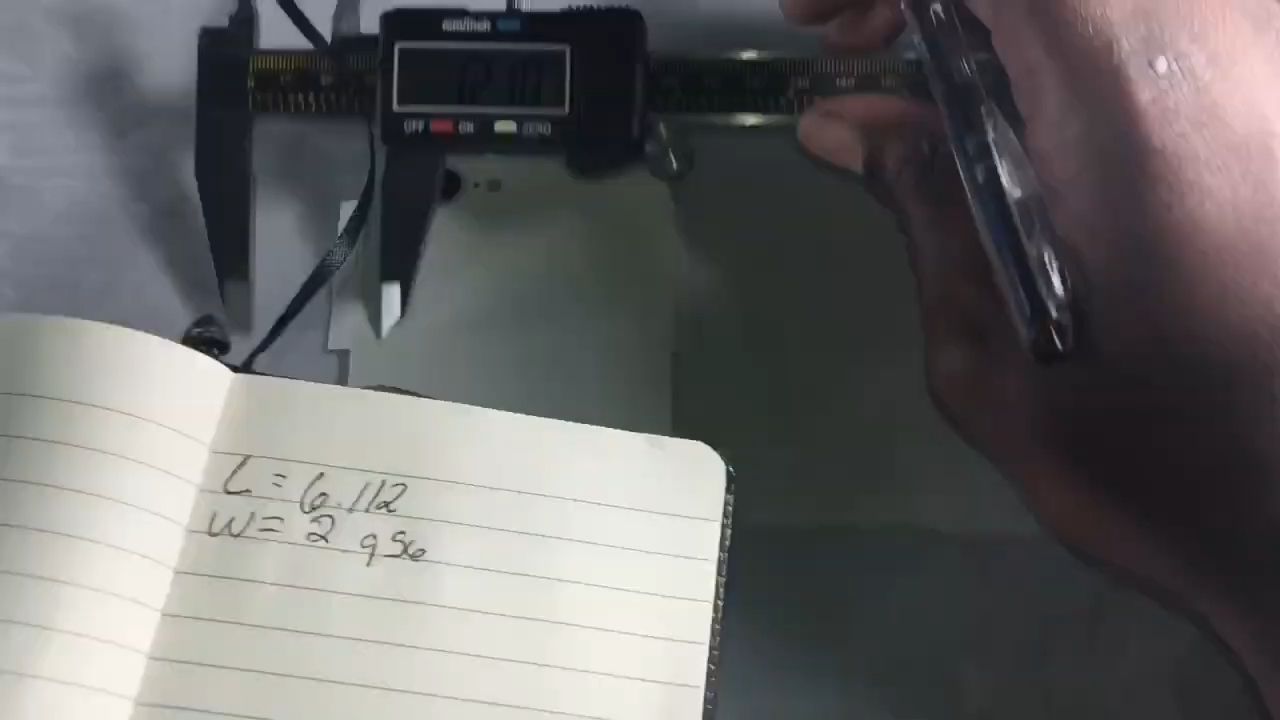 mm/inch
OFF ON ZERO
L = 6.112
W = 2 956